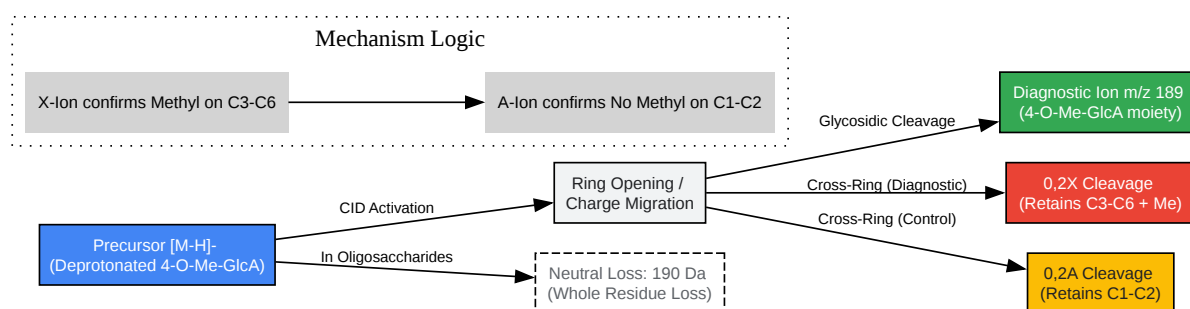 Mechanism Logic
X-Ion confirms Methyl on C3-C6
A-Ion confirms No Methyl on C1-C2
Diagnostic Ion m/z 189
(4-O-Me-GlcA moiety)
Glycosidic Cleavage
Ring Opening /
Charge Migration
Cross-Ring (Diagnostic)
0,2X Cleavage
(Retains C3-C6 + Me)
CID Activation
Cross-Ring (Control)
Precursor [M-H]-
(Deprotonated 4-O-Me-GlcA)
In Oligosaccharides
Neutral Loss: 190 Da
(Whole Residue Loss)
0,2A Cleavage
(Retains C1-C2)